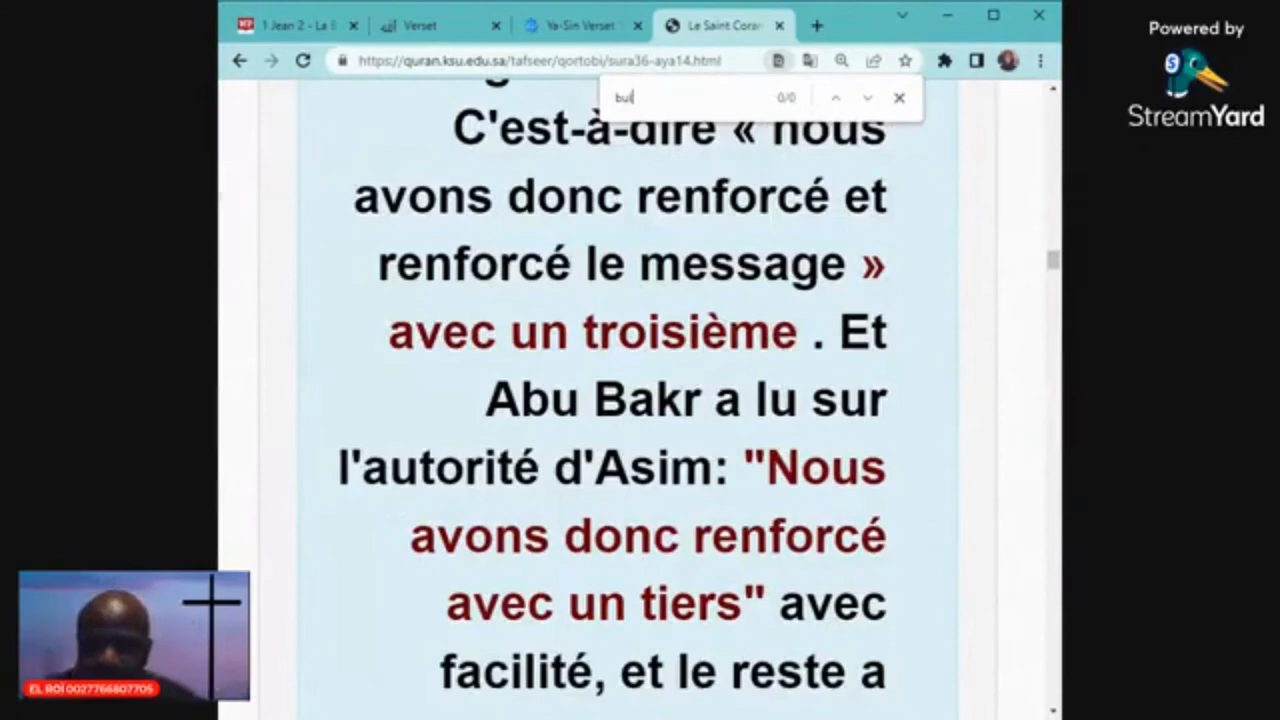 1 Jean 2 - La B
Verset
Ya-Sin Verset
Le Saint Coran
Powered by
StreamYard
https://quran.ksu.edu.sa/tafseer/qortobi/sura36-aya14.html
bul
0/0
C'est-à-dire « nous
avons donc renforcé et
renforcé le message »
avec un troisième . Et
Abu Bakr a lu sur
l'autorité d'Asim: "Nous
avons donc renforcé
avec un tiers" avec
facilité, et le reste a
EL ROÏ 0027766807705